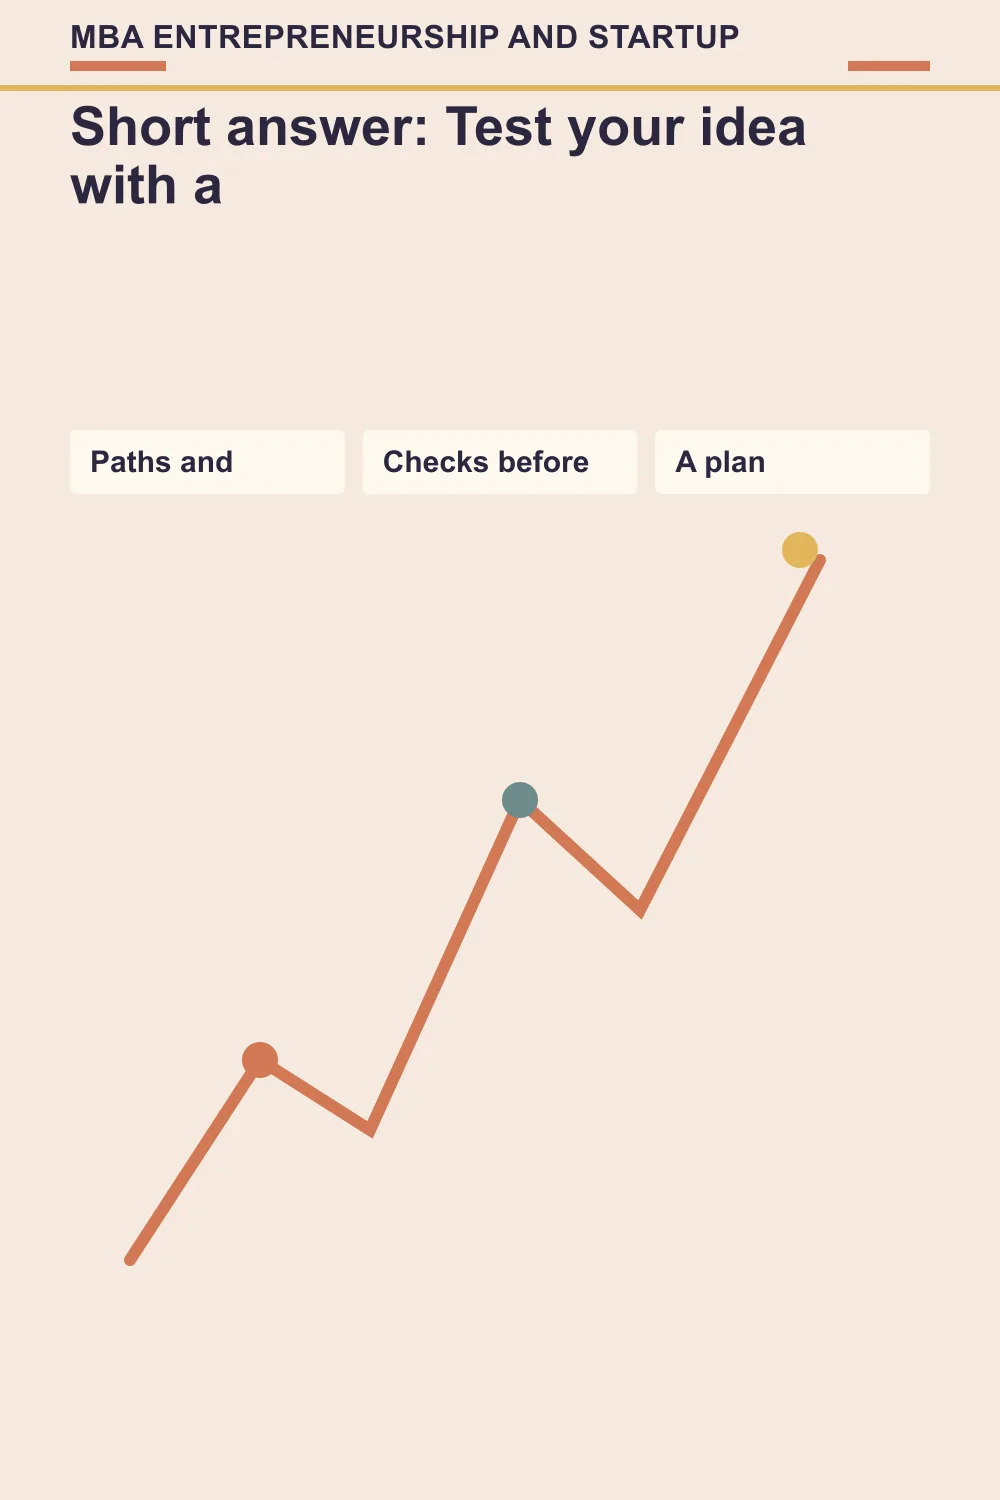 MBA ENTREPRENEURSHIP AND STARTUP
Short answer: Test your idea
with a
Paths and
Checks before
A plan